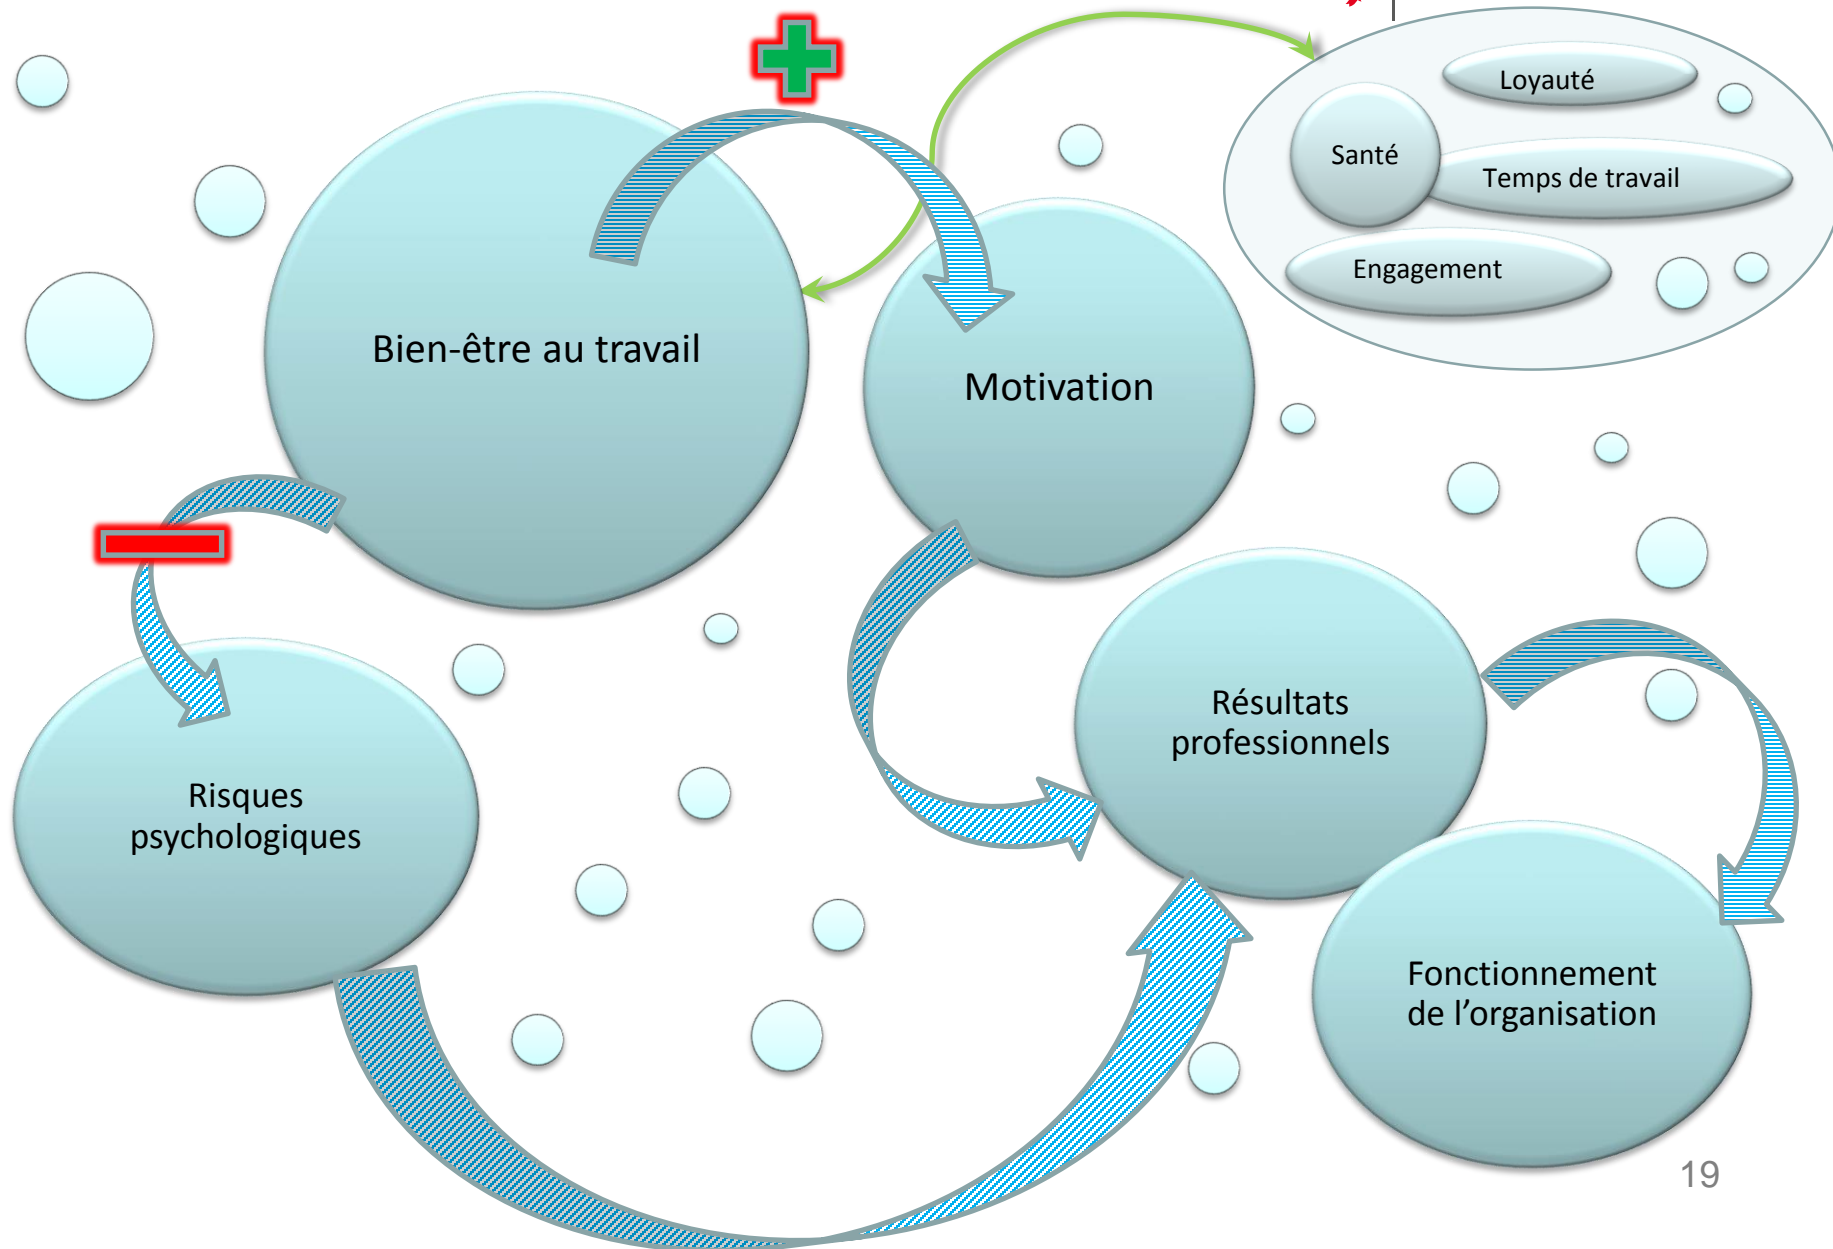 Loyauté
Santé
Temps de travail
Engagement
Bien-être au travail
Motivation
Résultats
professionnels
Risques
psychologiques
Fonctionnement
de l’organisation
19